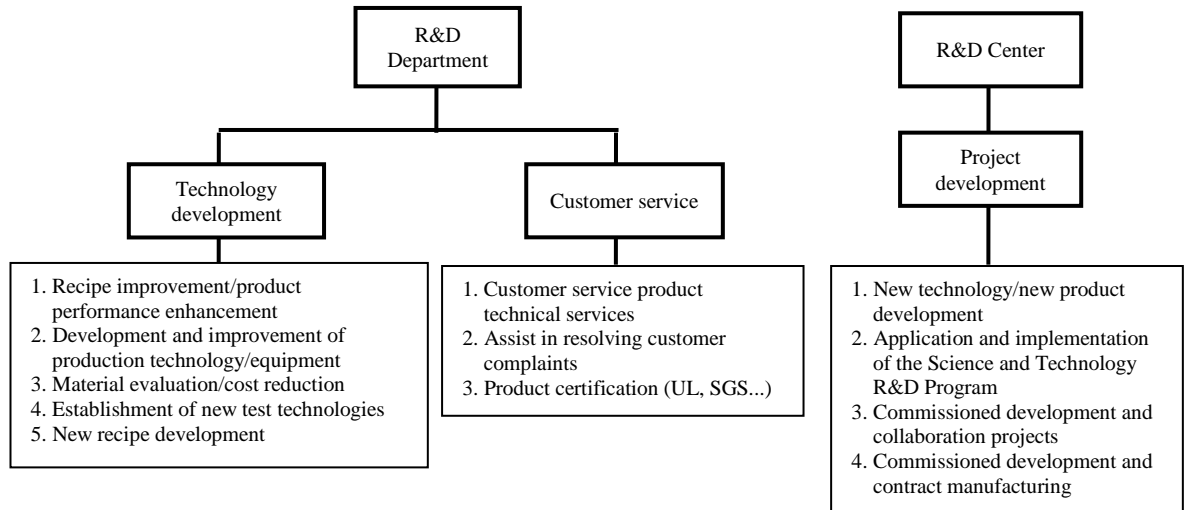 R&D
Department
R&D Center
Technology
development
Customer service
Project
development
1. Recipe improvement/product
performance enhancement
2. Development and improvement of
production technology/equipment
3. Material evaluation/cost reduction
4. Establishment of new test technologies
5. New recipe development
1. Customer service product
technical services
2. Assist in resolving customer
complaints
3. Product certification (UL, SGS...)
1. New technology/new product
development
2. Application and implementation
of the Science and Technology
R&D Program
3. Commissioned development and
collaboration projects
4. Commissioned development and
contract manufacturing